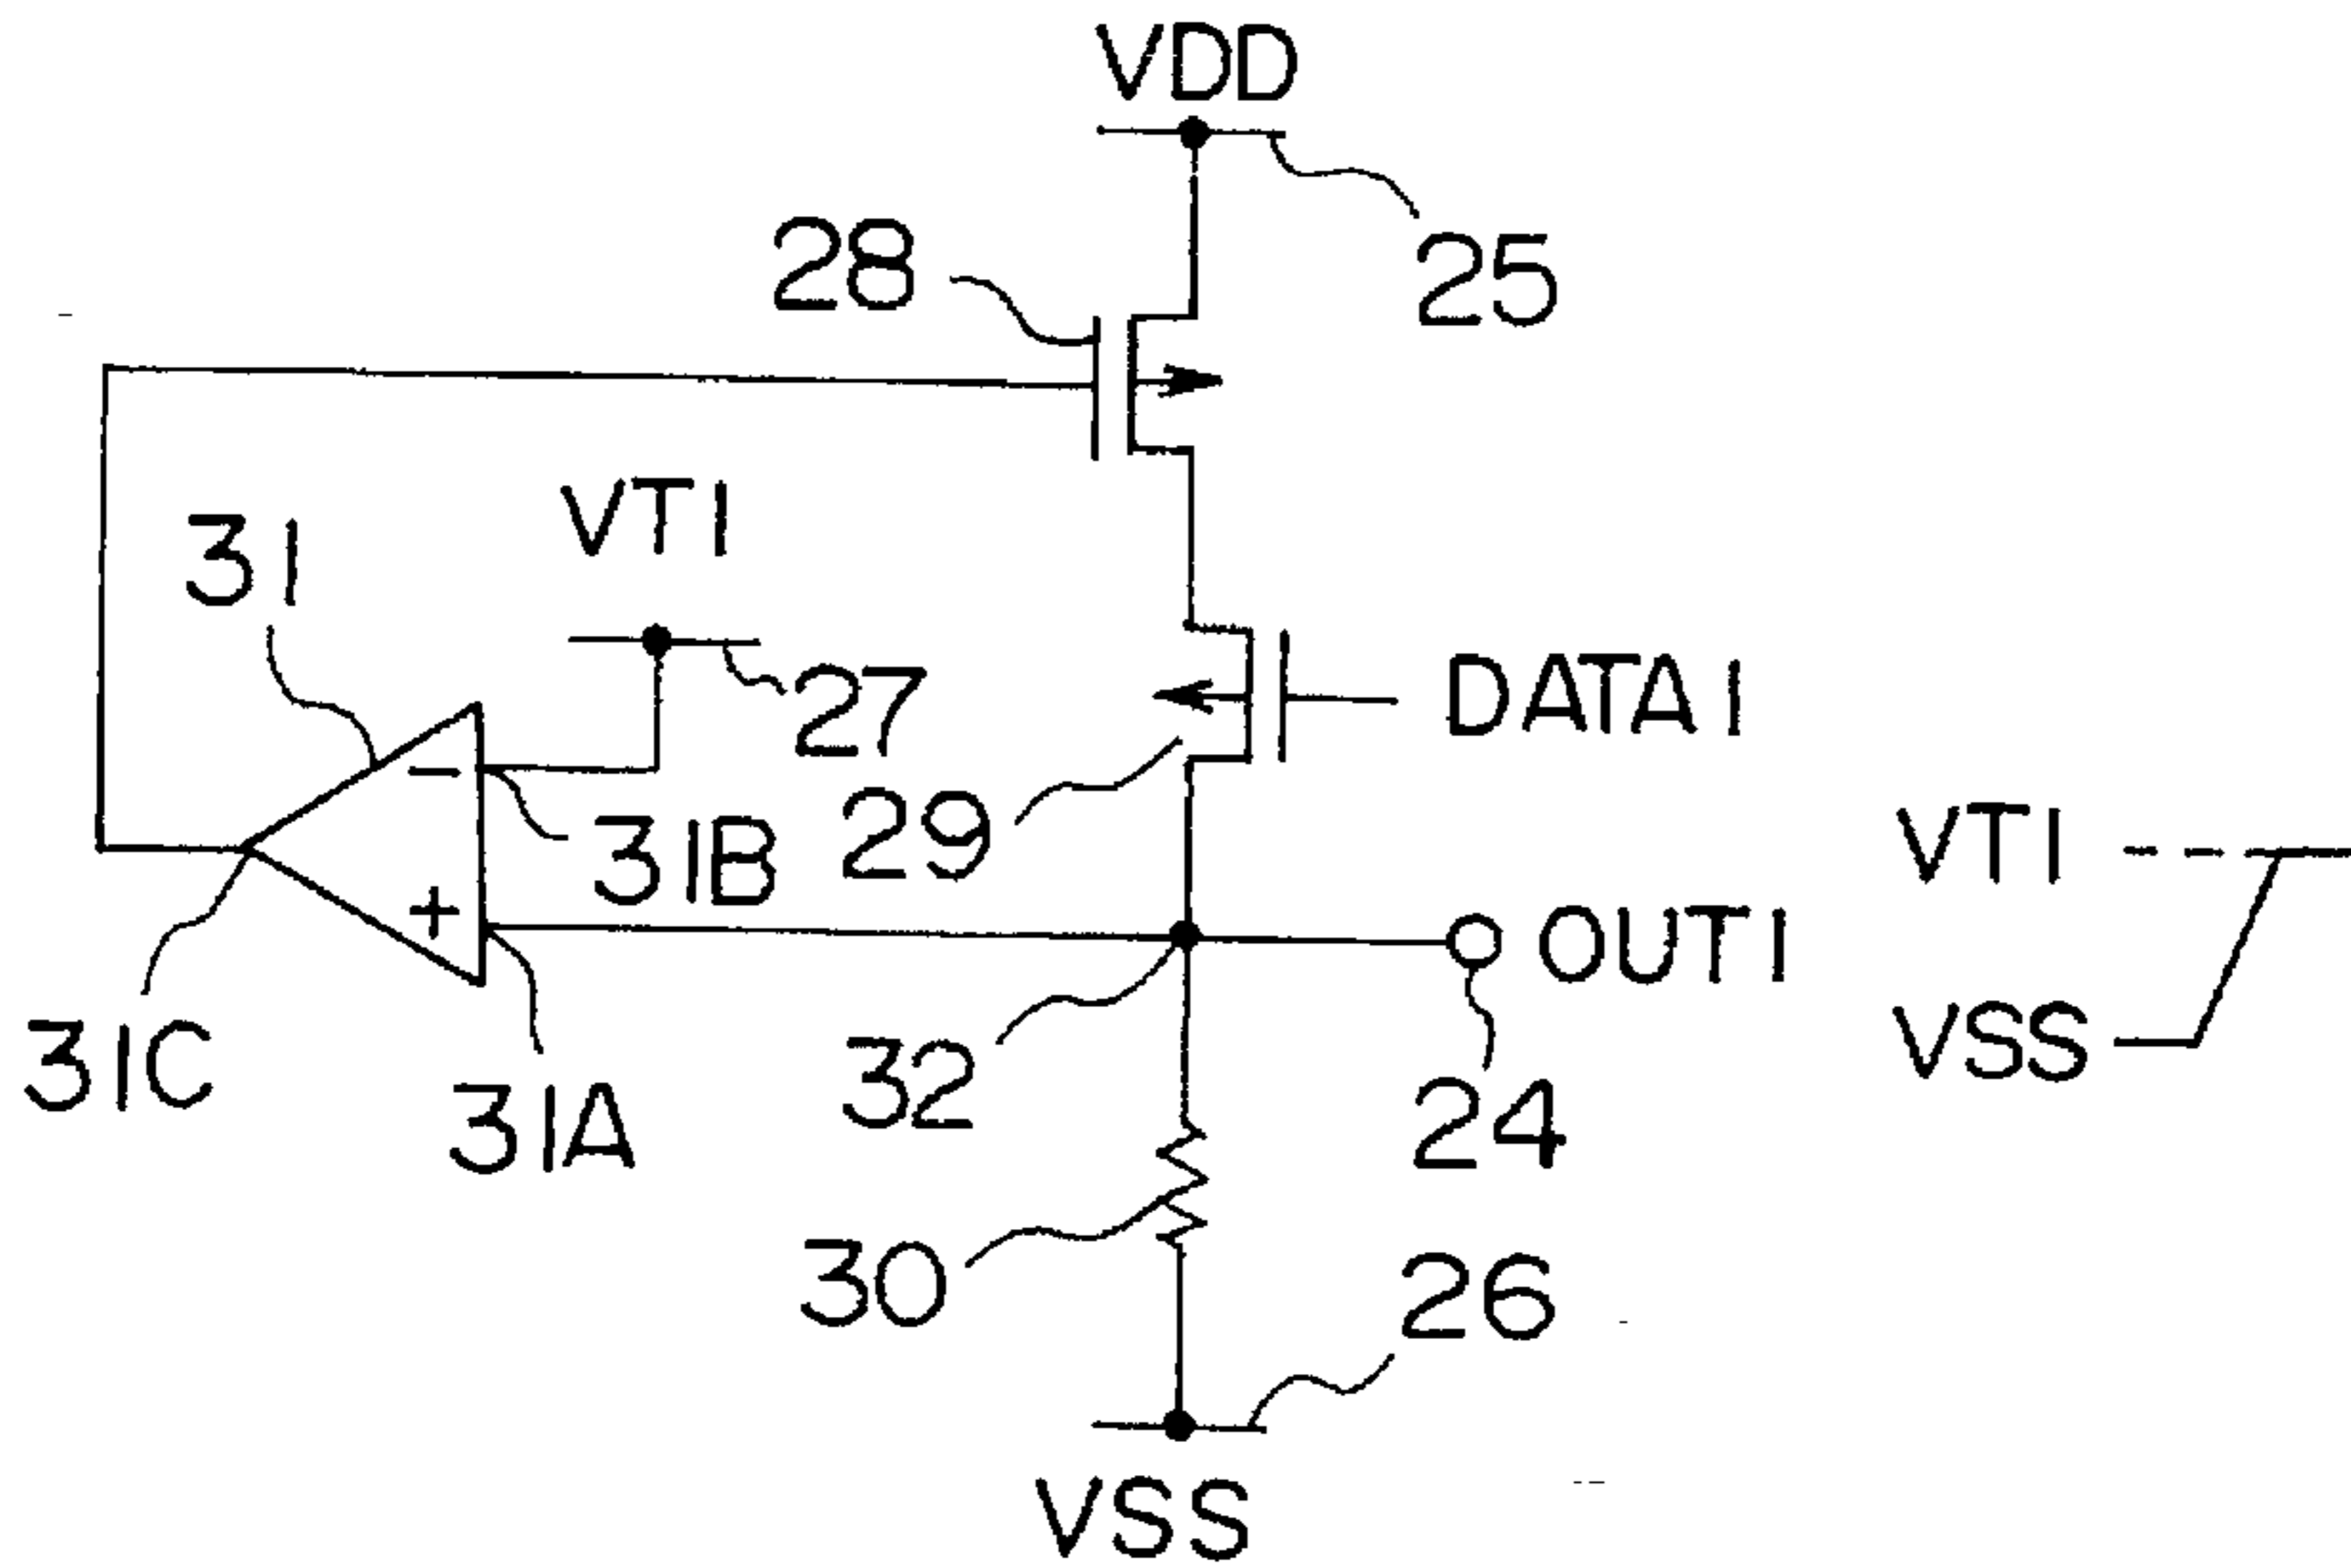 VDD
25
28
VT1
31
27
DATA1
31B
29
VT1
OUT1
31C
31A
32
VSS
24
30
26
VSS